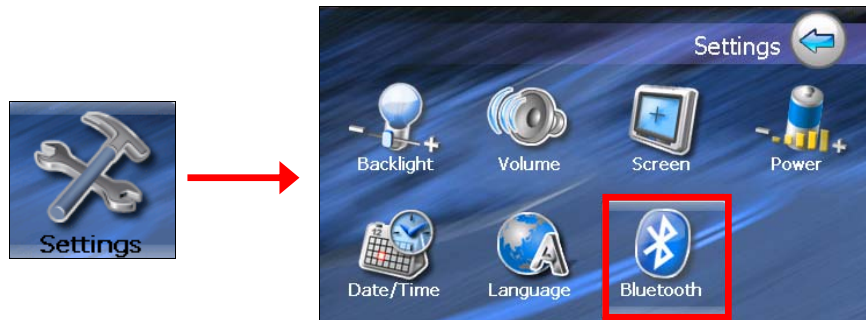 Settings
Settings
Backlight
Volume
Screen
Power
Date/Time
Language
Bluetooth